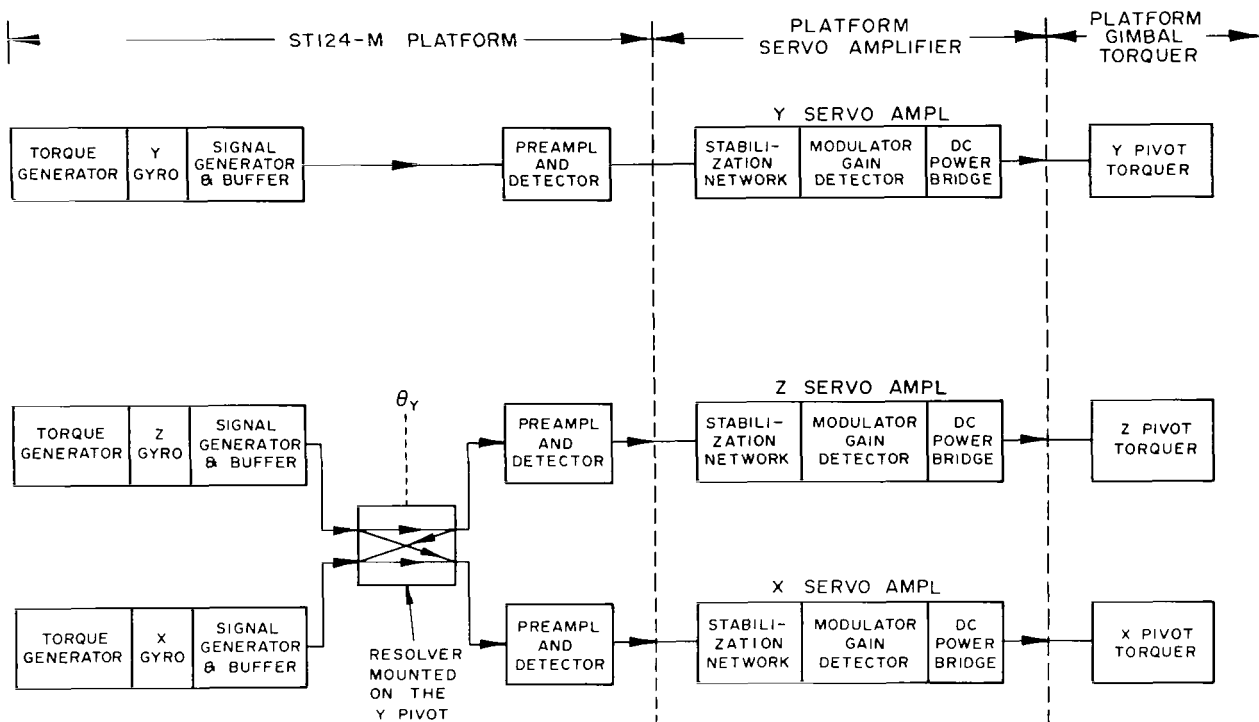 ST124-M PLATFORM
PLATFORM
SERVO AMPLIFIER
PLATFORM
GIMBAL
TORQUER
Y SERVO AMPL
TORQUE
GENERATOR
Y
GYRO
SIGNAL
GENERATOR
& BUFFER
PREAMPL
AND
DETECTOR
STABILI-
ZATION
NETWORK
MODULATOR
GAIN
DETECTOR
DC
POWER
BRIDGE
Y PIVOT
TORQUER
Z SERVO AMPL
TORQUE
GENERATOR
Z
GYRO
SIGNAL
GENERATOR
& BUFFER
θY
PREAMPL
AND
DETECTOR
STABILI-
ZATION
NETWORK
MODULATOR
GAIN
DETECTOR
DC
POWER
BRIDGE
Z PIVOT
TORQUER
X SERVO AMPL
TORQUE
GENERATOR
X
GYRO
SIGNAL
GENERATOR
& BUFFER
RESOLVER
MOUNTED
ON THE
Y PIVOT
PREAMPL
AND
DETECTOR
STABILI-
ZATION
NETWORK
MODULATOR
GAIN
DETECTOR
DC
POWER
BRIDGE
X PIVOT
TORQUER